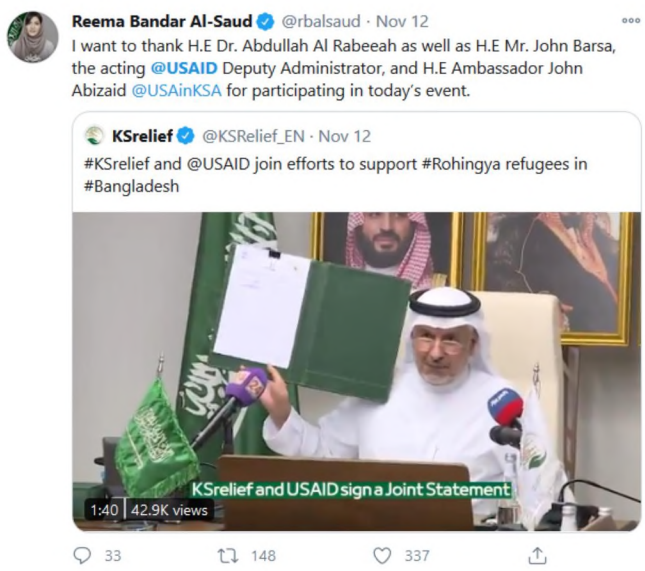 Reema Bandar Al-Saud @rbalsaud · Nov 12
I want to thank H.E Dr. Abdullah Al Rabeeah as well as H.E Mr. John Barsa,
the acting @USAID Deputy Administrator, and H.E Ambassador John
Abizaid @USAinKSA for participating in today's event.
KSrelief @KSRelief_EN · Nov 12
#KSrelief and @USAID join efforts to support #Rohingya refugees in
#Bangladesh
24
KSrelief and USAID sign a Joint Statement
1:40 42.9K views
33 148 337